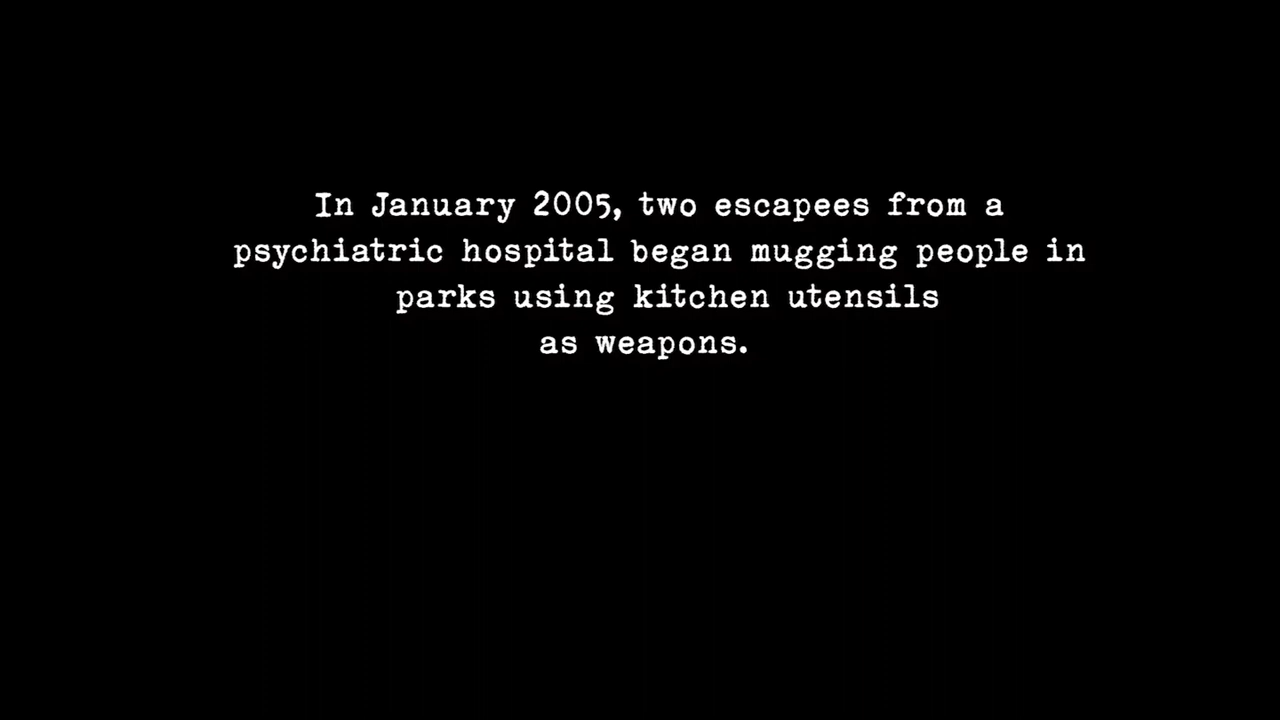 In January 2005, two escapees from a
psychiatric hospital began mugging people in
parks using kitchen utensils
as weapons.